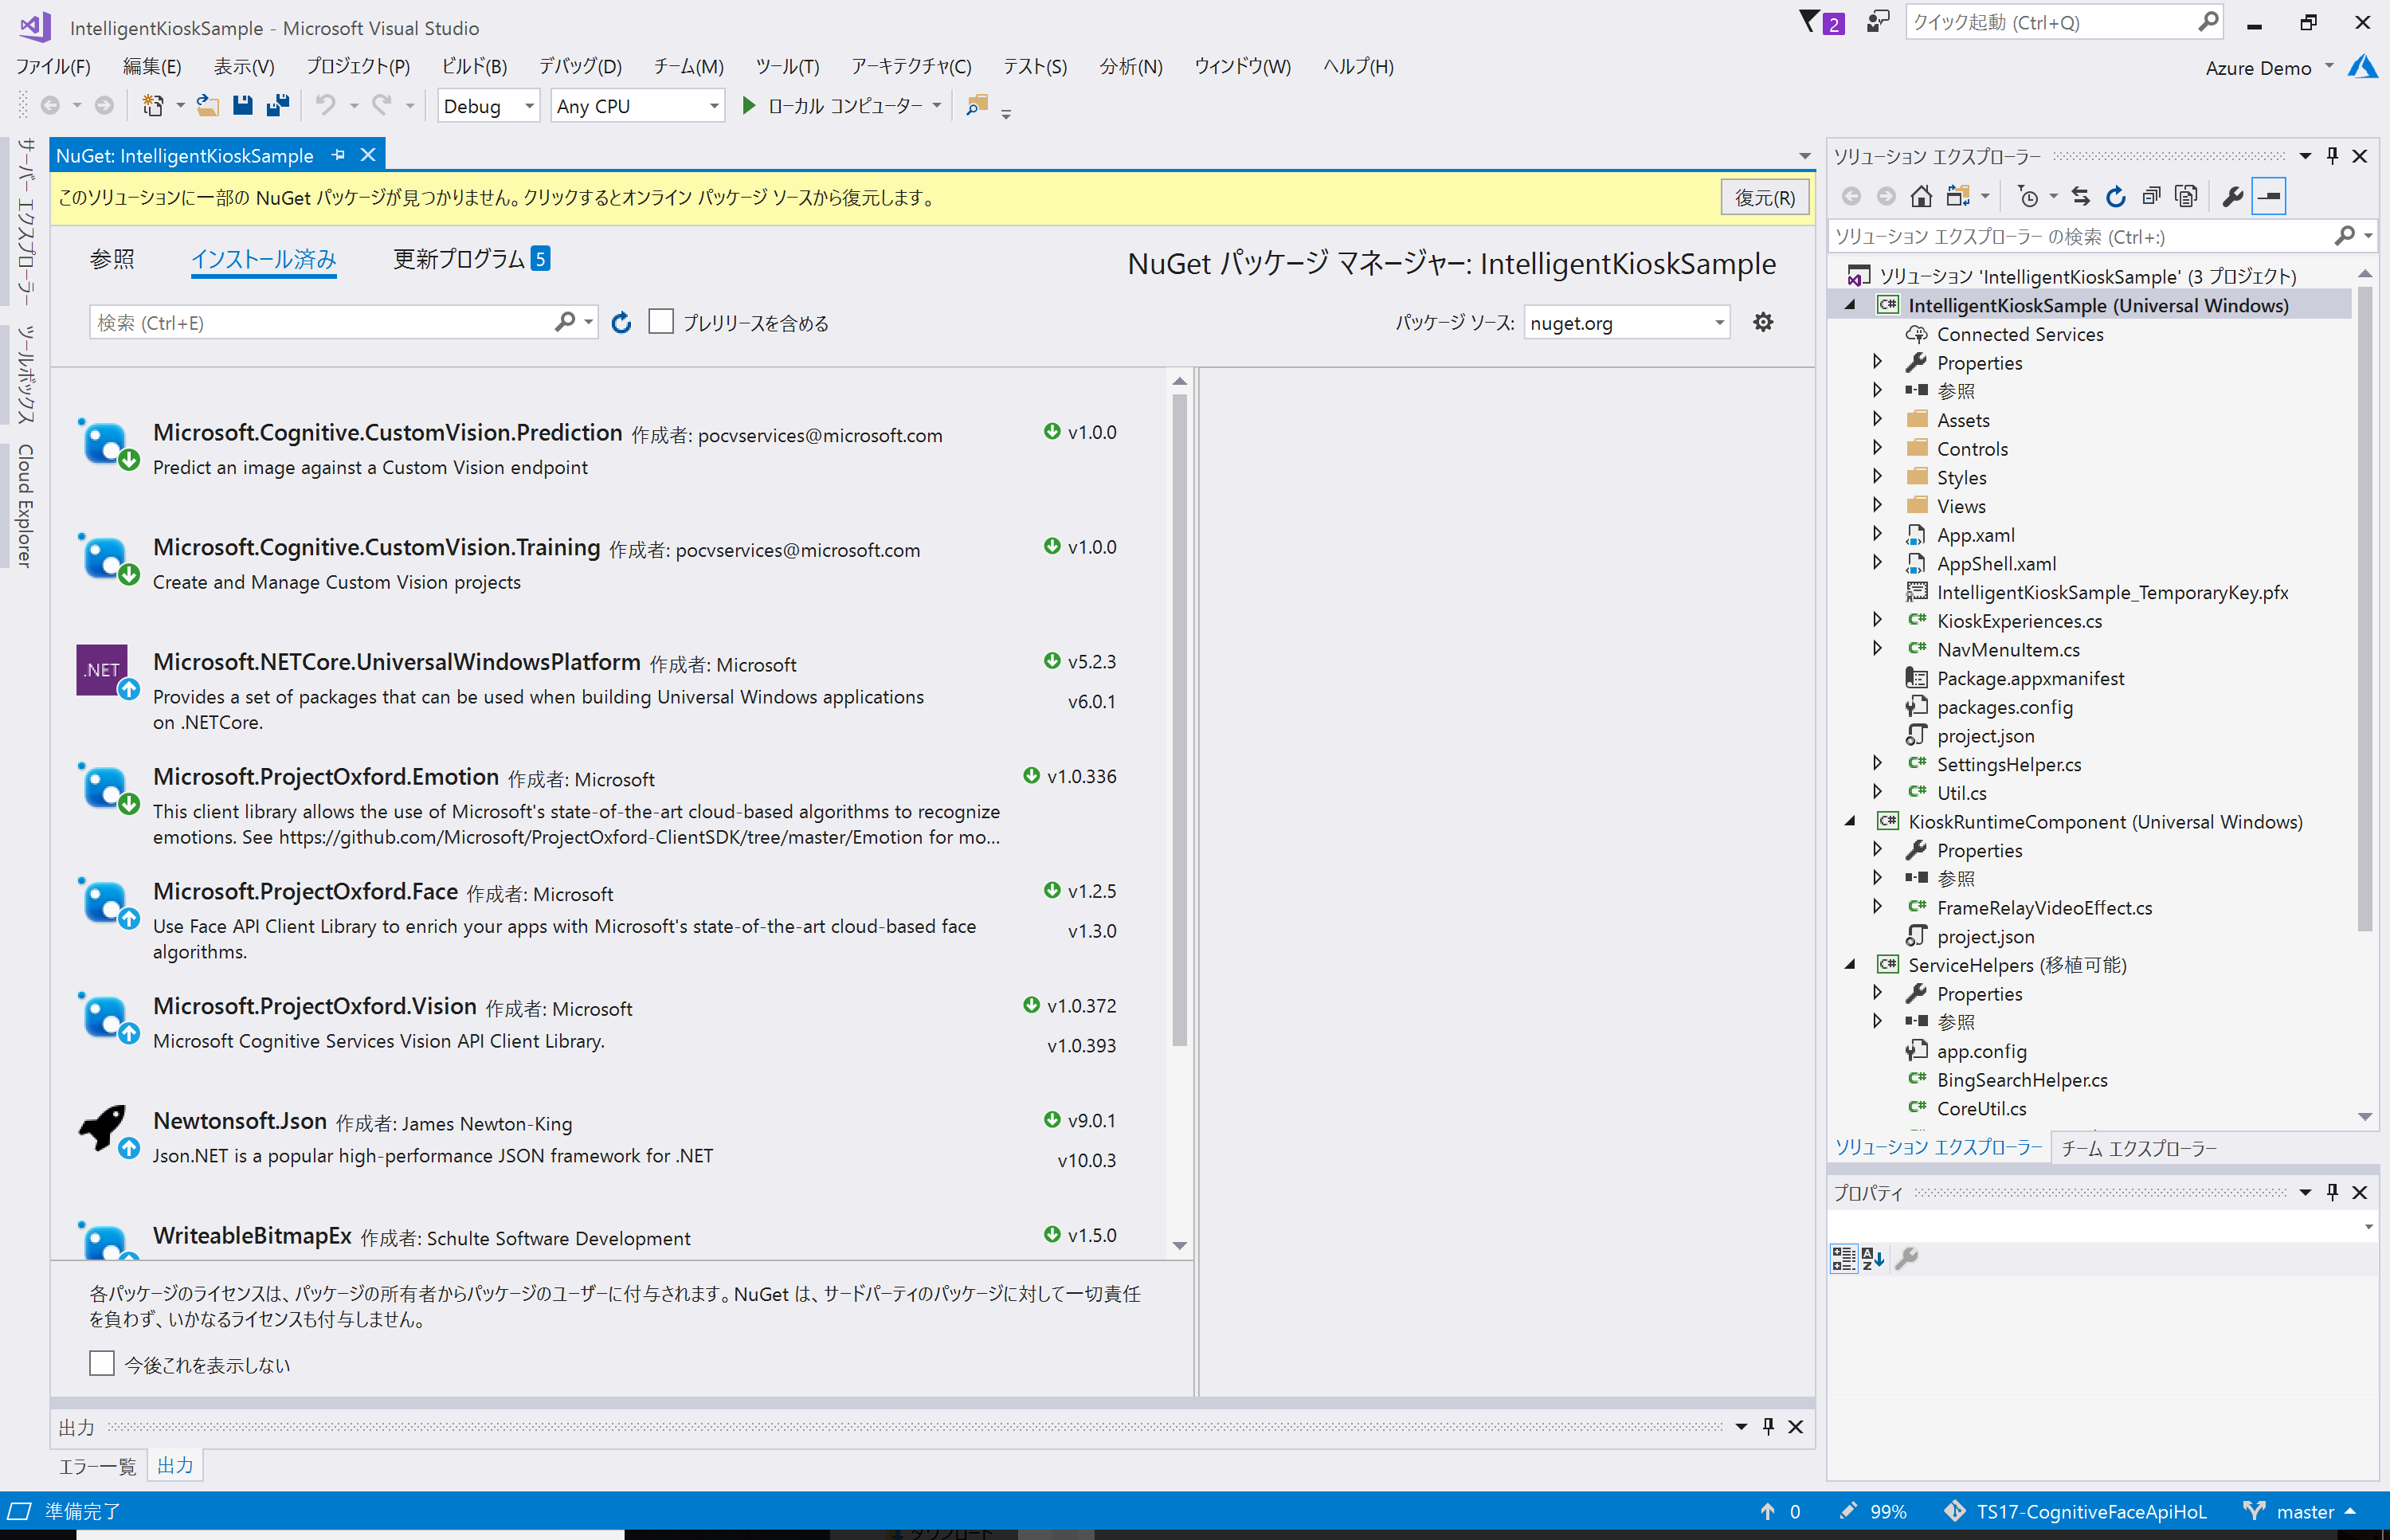 IntelligentKioskSample - Microsoft Visual Studio
2
クイック起動 (Ctrl+Q)
ファイル(F) 編集(E) 表示(V) プロジェクト(P) ビルド(B) デバッグ(D) チーム(M) ツール(T) アーキテクチャ(C) テスト(S) 分析(N) ウィンドウ(W) ヘルプ(H)
Azure Demo
Debug
Any CPU
ローカル コンピューター
サーバー エクスプローラー
ツールボックス
Cloud Explorer
NuGet: IntelligentKioskSample
このソリューションに一部の NuGet パッケージが見つかりません。クリックするとオンライン パッケージ ソースから復元します。
復元(R)
参照
インストール済み
更新プログラム 5
NuGet パッケージ マネージャー: IntelligentKioskSample
検索 (Ctrl+E)
プレリリースを含める
パッケージ ソース: nuget.org
Microsoft.Cognitive.CustomVision.Prediction 作成者: pocvservices@microsoft.com
v1.0.0
Predict an image against a Custom Vision endpoint
Microsoft.Cognitive.CustomVision.Training 作成者: pocvservices@microsoft.com
v1.0.0
Create and Manage Custom Vision projects
.NET
Microsoft.NETCore.UniversalWindowsPlatform 作成者: Microsoft
v5.2.3
Provides a set of packages that can be used when building Universal Windows applications
on .NETCore.
v6.0.1
Microsoft.ProjectOxford.Emotion 作成者: Microsoft
v1.0.336
This client library allows the use of Microsoft's state-of-the-art cloud-based algorithms to recognize
emotions. See https://github.com/Microsoft/ProjectOxford-ClientSDK/tree/master/Emotion for mo...
Microsoft.ProjectOxford.Face 作成者: Microsoft
v1.2.5
Use Face API Client Library to enrich your apps with Microsoft's state-of-the-art cloud-based face
algorithms.
v1.3.0
Microsoft.ProjectOxford.Vision 作成者: Microsoft
v1.0.372
Microsoft Cognitive Services Vision API Client Library.
v1.0.393
Newtonsoft.Json 作成者: James Newton-King
v9.0.1
Json.NET is a popular high-performance JSON framework for .NET
v10.0.3
WriteableBitmapEx 作成者: Schulte Software Development
v1.5.0
各パッケージのライセンスは、パッケージの所有者からパッケージのユーザーに付与されます。NuGet は、サードパーティのパッケージに対して一切責任
を負わず、いかなるライセンスも付与しません。
今後これを表示しない
出力
エラー一覧
出力
ソリューション エクスプローラー
ソリューション エクスプローラー の検索 (Ctrl+:)
ソリューション 'IntelligentKioskSample' (3 プロジェクト)
C# IntelligentKioskSample (Universal Windows)
Connected Services
Properties
参照
Assets
Controls
Styles
Views
App.xaml
AppShell.xaml
IntelligentKioskSample_TemporaryKey.pfx
C# KioskExperiences.cs
C# NavMenuItem.cs
Package.appxmanifest
packages.config
project.json
C# SettingsHelper.cs
C# Util.cs
C# KioskRuntimeComponent (Universal Windows)
Properties
参照
C# FrameRelayVideoEffect.cs
project.json
C# ServiceHelpers (移植可能)
Properties
参照
app.config
C# BingSearchHelper.cs
C# CoreUtil.cs
ソリューション エクスプローラー
チーム エクスプローラー
プロパティ
準備完了
0
99%
TS17-CognitiveFaceApiHoL
master